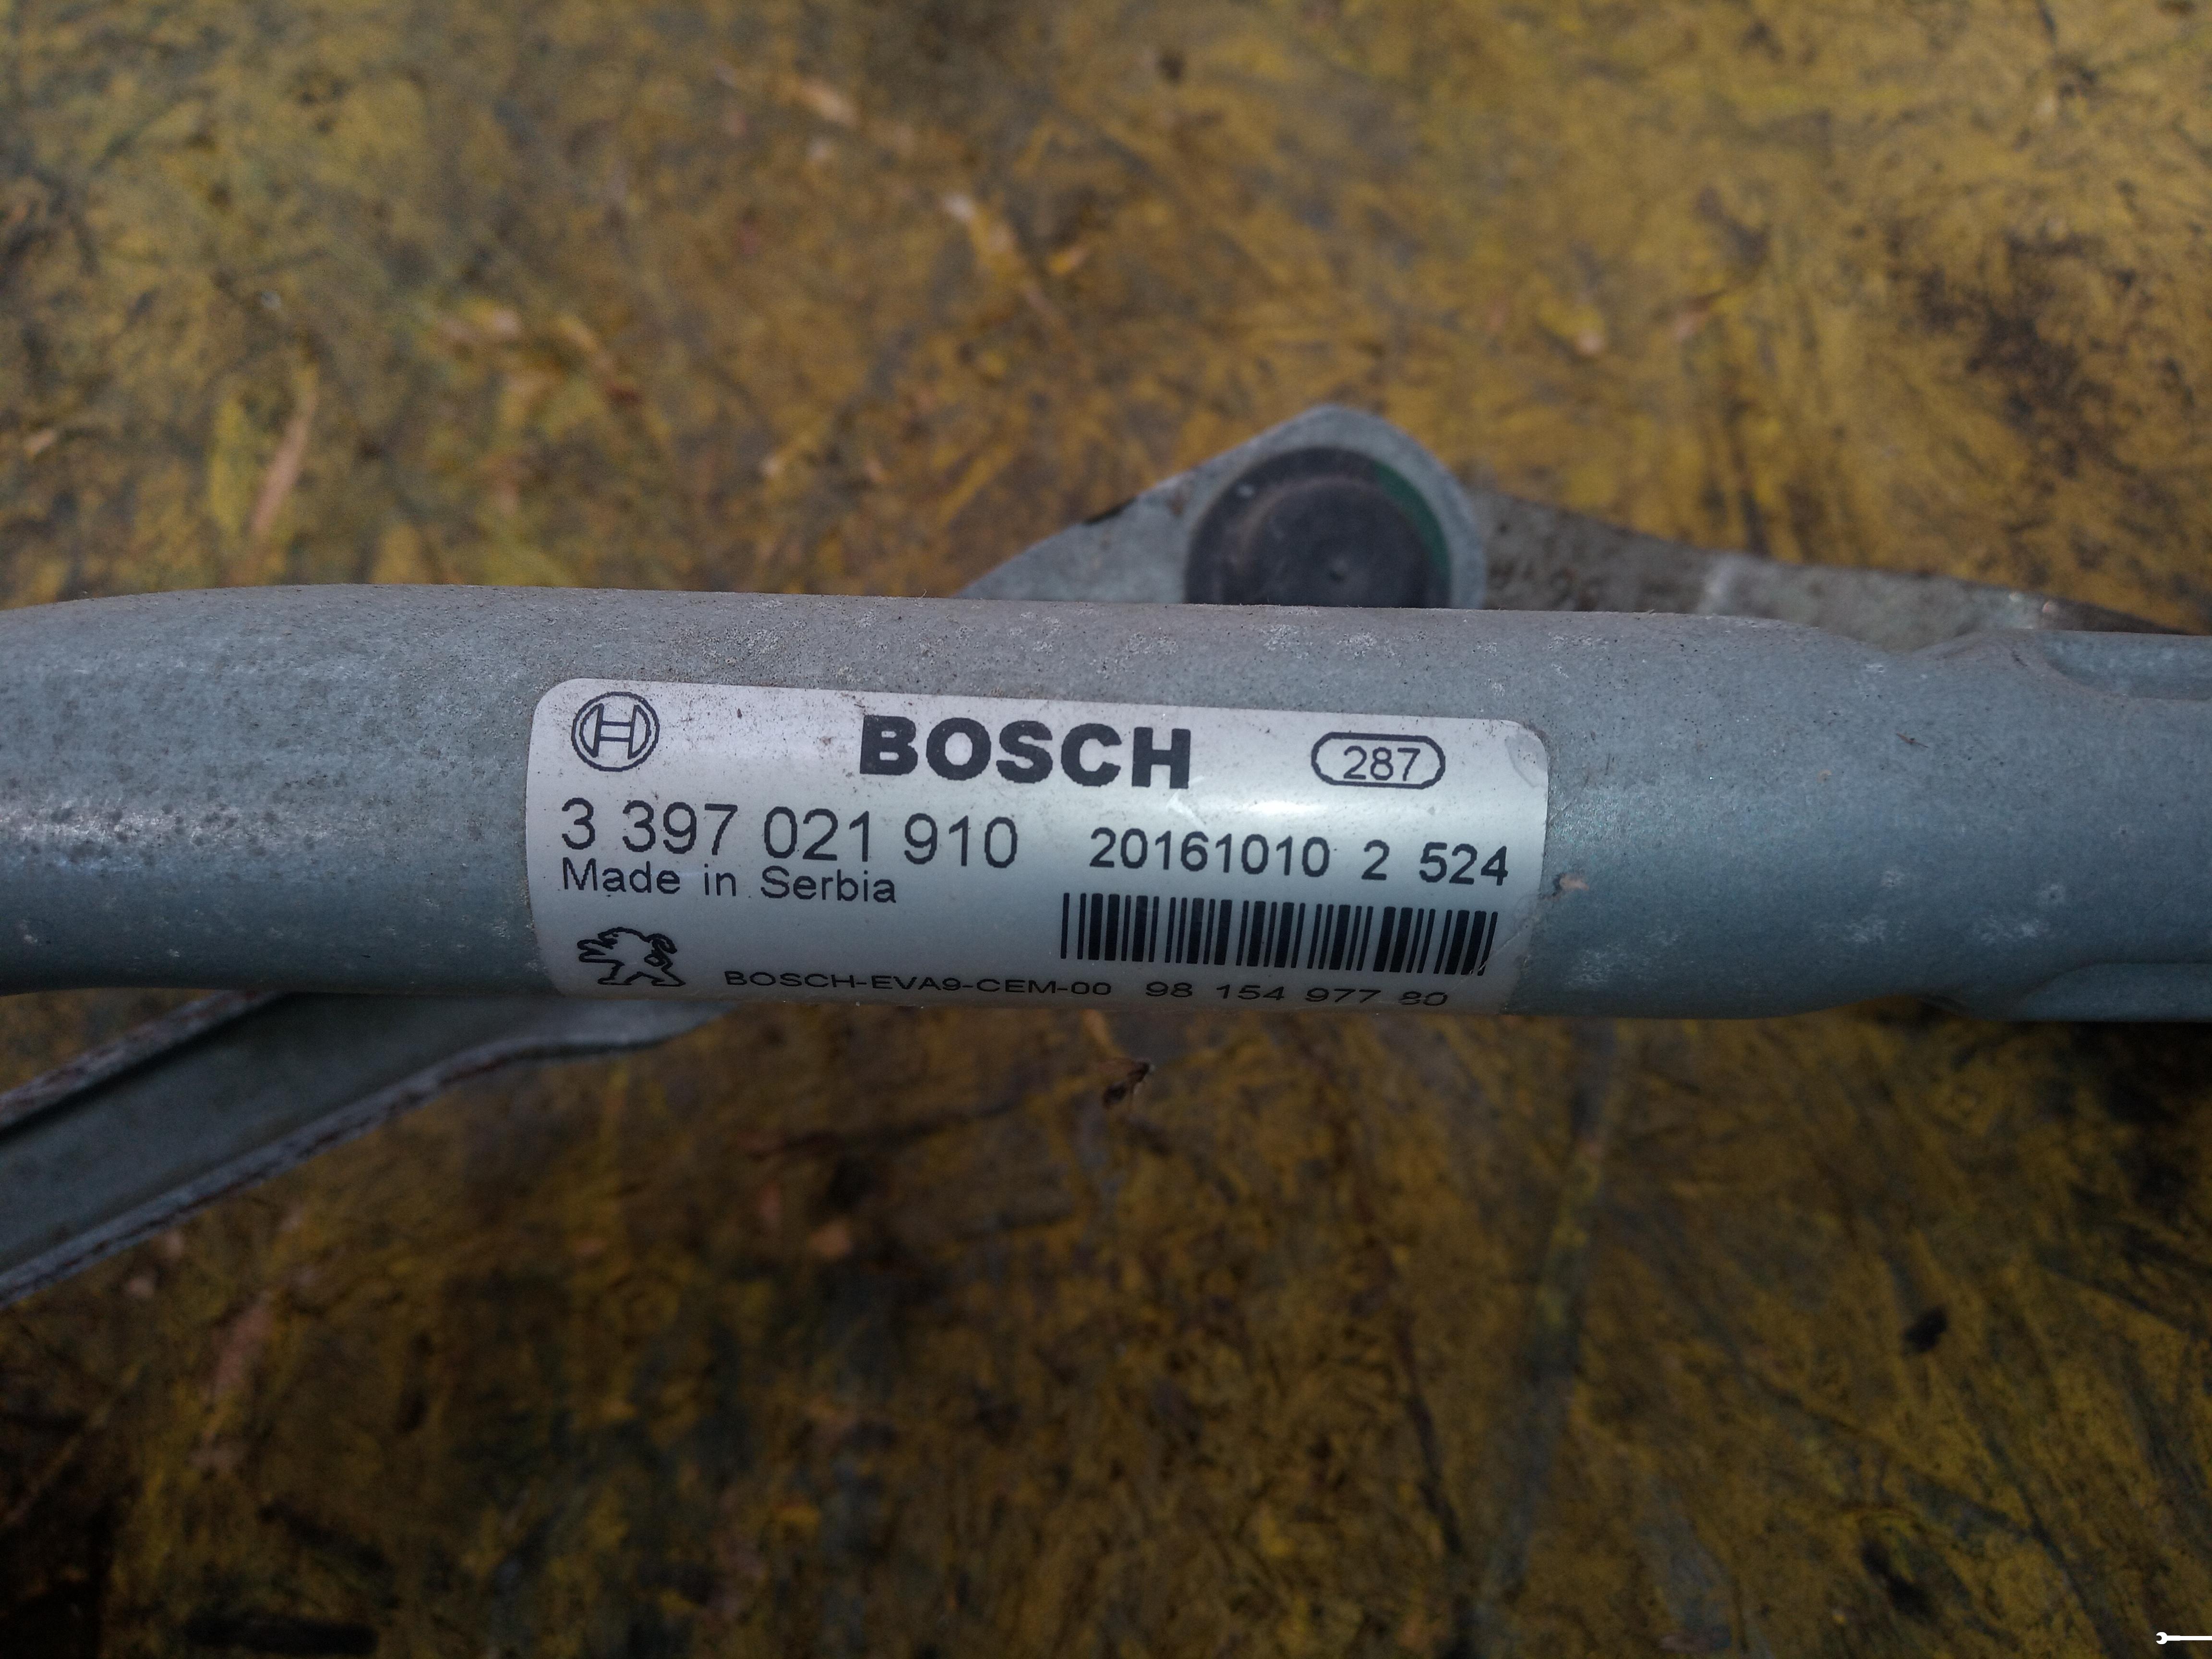 BOSCH 287
3 397 021 910 20161010 2 524
Made in Serbia
BOSCH-EVA9-CEM-00 98 154 977 80